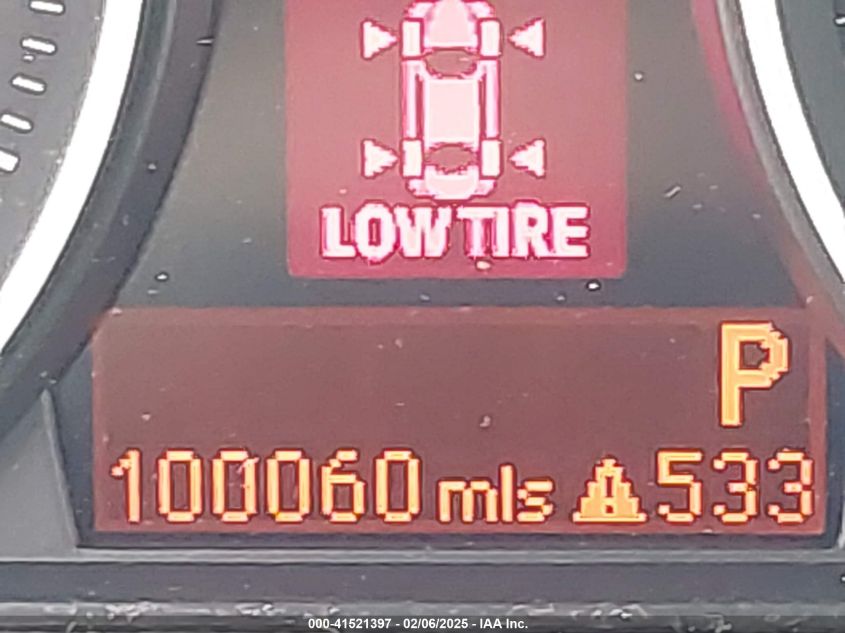 LOW TIRE
P
100060 mls ⚠533
000-41521397 - 02/06/2025 - IAA Inc.